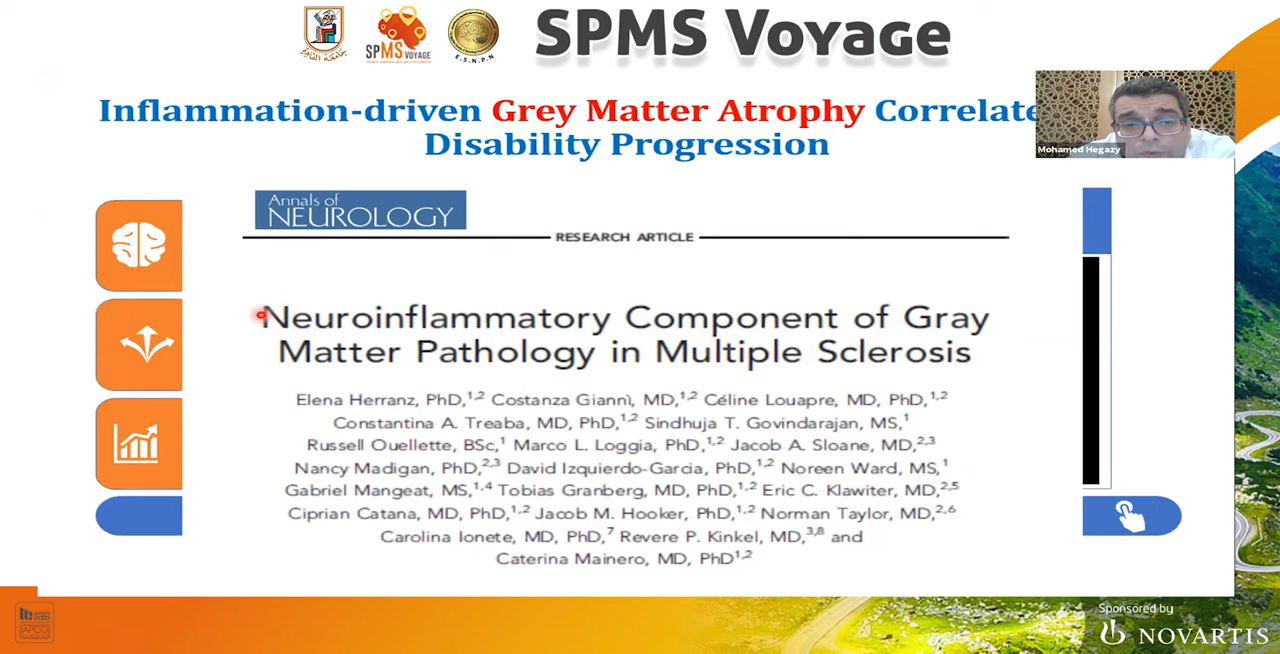 SPMS VOYAGE
E.S.N.P.N
SPMS Voyage
Inflammation-driven Grey Matter Atrophy Correlate
Disability Progression
Mohamed Hegazy
Annals of
NEUROLOGY
RESEARCH ARTICLE
Neuroinflammatory Component of Gray
Matter Pathology in Multiple Sclerosis
Elena Herranz, PhD,1,2 Costanza Giannì, MD,1,2 Céline Louapre, MD, PhD,1,2
Constantina A. Treaba, MD, PhD,1,2 Sindhuja T. Govindarajan, MS,1
Russell Ouellette, BSc,1 Marco L. Loggia, PhD,1,2 Jacob A. Sloane, MD,2,3
Nancy Madigan, PhD,2,3 David Izquierdo-Garcia, PhD,1,2 Noreen Ward, MS,1
Gabriel Mangeat, MS,1,4 Tobias Granberg, MD, PhD,1,2 Eric C. Klawiter, MD,2,5
Ciprian Catana, MD, PhD,1,2 Jacob M. Hooker, PhD,1,2 Norman Taylor, MD,2,6
Carolina Ionete, MD, PhD,7 Revere P. Kinkel, MD,3,8 and
Caterina Mainero, MD, PhD1,2
IAPCO
Sponsored by
NOVARTIS